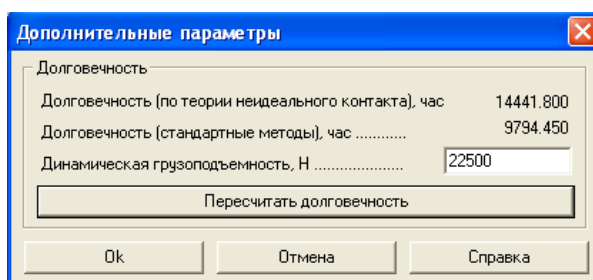 Дополнительные параметры
Долговечность
Долговечность (по теории неидеального контакта), час 14441.800
Долговечность (стандартные методы), час ............ 9794.450
Динамическая грузоподъемность, Н .................... 22500
Пересчитать долговечность
Ok Отмена Справка